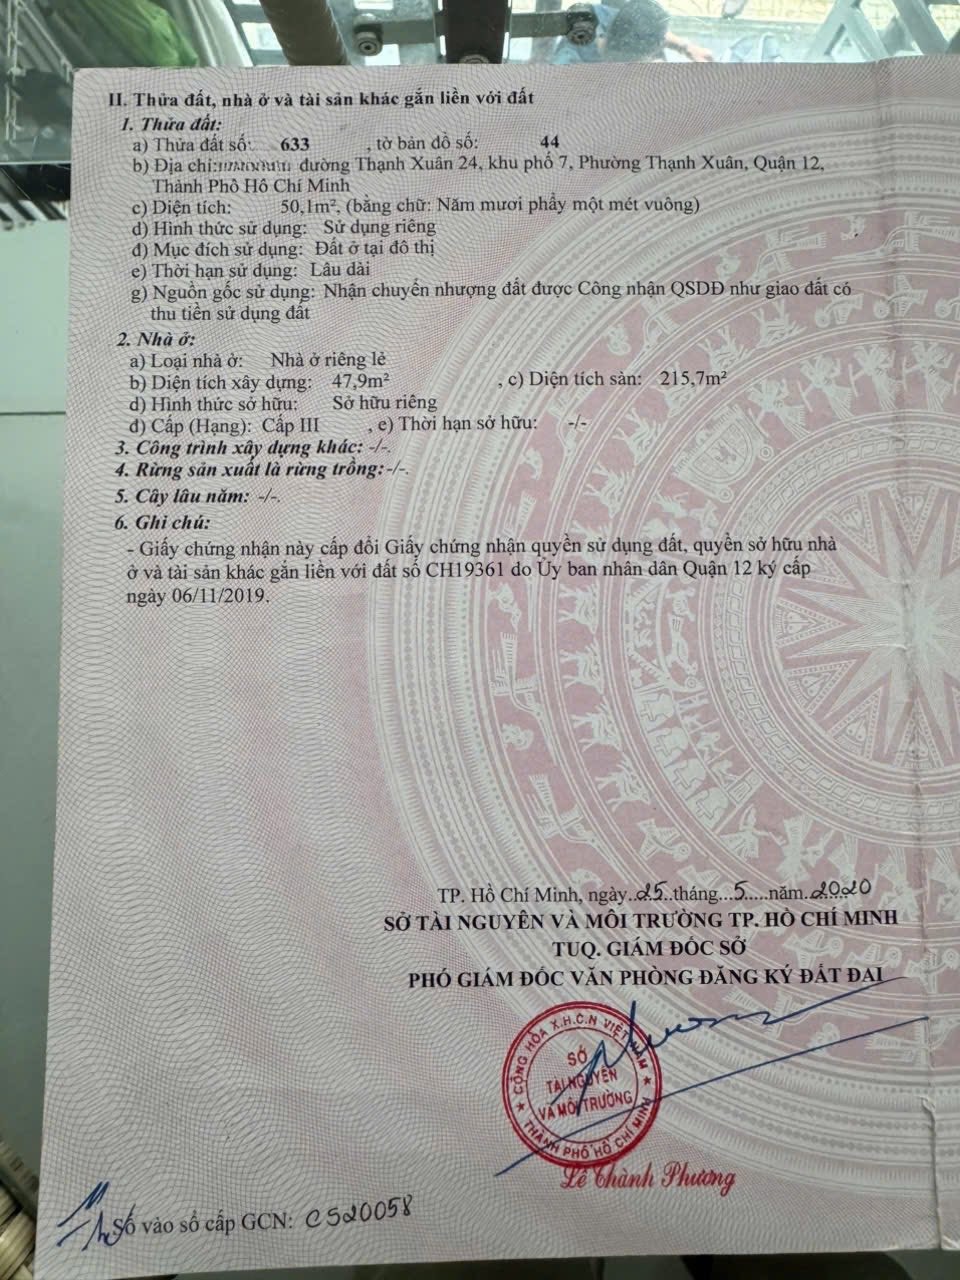 II. Thửa đất, nhà ở và tài sản khác gắn liền với đất
1. Thửa đất:
a) Thửa đất số: 633 , tờ bản đồ số: 44
b) Địa chỉ: đường Thạnh Xuân 24, khu phố 7, Phường Thạnh Xuân, Quận 12,
Thành Phố Hồ Chí Minh
c) Diện tích: 50,1m², (bằng chữ: Năm mươi phẩy một mét vuông)
d) Hình thức sử dụng: Sử dụng riêng
đ) Mục đích sử dụng: Đất ở tại đô thị
e) Thời hạn sử dụng: Lâu dài
g) Nguồn gốc sử dụng: Nhận chuyển nhượng đất được Công nhận QSDĐ như giao đất có
thu tiền sử dụng đất
2. Nhà ở:
a) Loại nhà ở: Nhà ở riêng lẻ
b) Diện tích xây dựng: 47,9m² , c) Diện tích sàn: 215,7m²
d) Hình thức sở hữu: Sở hữu riêng
đ) Cấp (Hạng): Cấp III , e) Thời hạn sở hữu: -/-
3. Công trình xây dựng khác: -/-.
4. Rừng sản xuất là rừng trồng: -/-.
5. Cây lâu năm: -/-.
6. Ghi chú:
- Giấy chứng nhận này cấp đổi Giấy chứng nhận quyền sử dụng đất, quyền sở hữu nhà
ở và tài sản khác gắn liền với đất số CH19361 do Ủy ban nhân dân Quận 12 ký cấp
ngày 06/11/2019.
TP. Hồ Chí Minh, ngày..25..tháng...5.....năm..2020
SỞ TÀI NGUYÊN VÀ MÔI TRƯỜNG TP. HỒ CHÍ MINH
TUQ. GIÁM ĐỐC SỞ
PHÓ GIÁM ĐỐC VĂN PHÒNG ĐĂNG KÝ ĐẤT ĐAI
CỘNG HÒA X.H.C.N VIỆT NAM
SỞ
TÀI NGUYÊN
VÀ MÔI TRƯỜNG
THÀNH PHỐ HỒ CHÍ MINH
Lê Thành Phương
Số vào sổ cấp GCN: CS20058